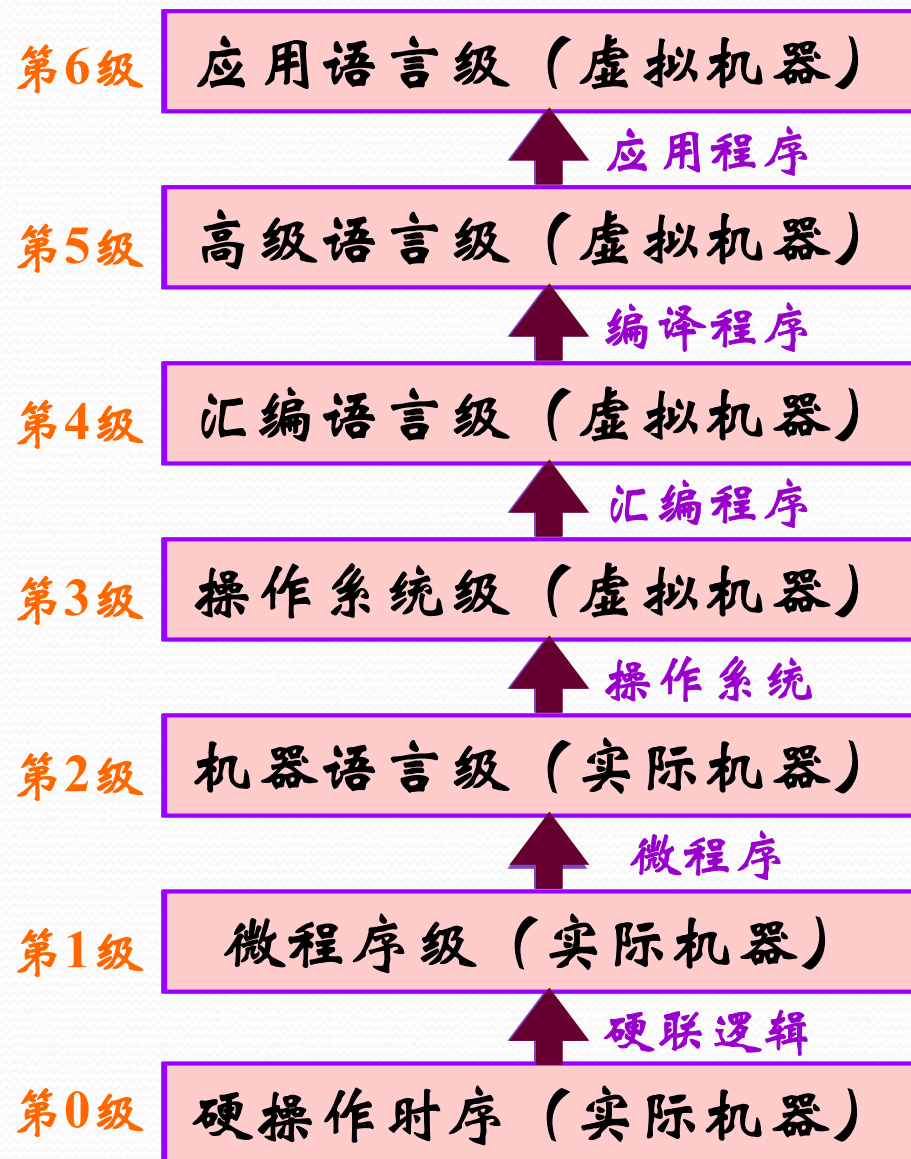 第6级 应用语言级（虚拟机器）
应用程序
第5级 高级语言级（虚拟机器）
编译程序
第4级 汇编语言级（虚拟机器）
汇编程序
第3级 操作系统级（虚拟机器）
操作系统
第2级 机器语言级（实际机器）
微程序
第1级 微程序级（实际机器）
硬联逻辑
第0级 硬操作时序（实际机器）